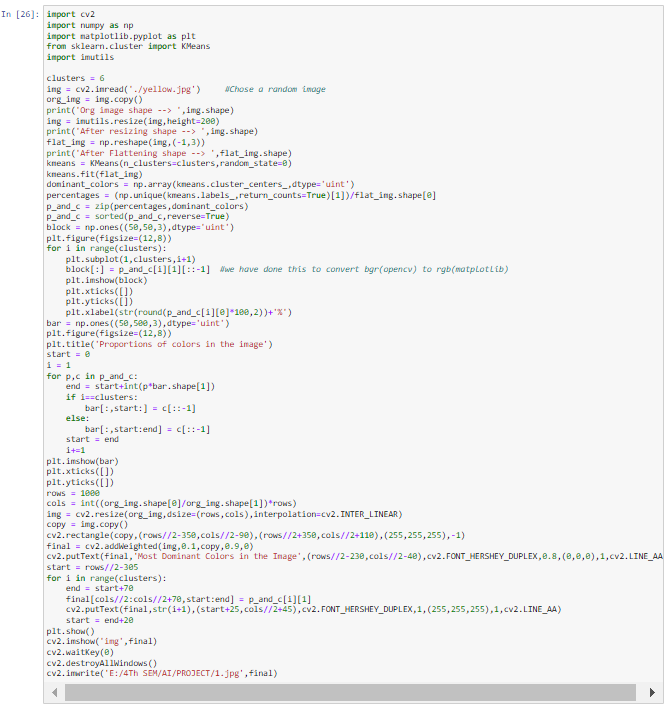 In [26]: import cv2
import numpy as np
import matplotlib.pyplot as plt
from sklearn.cluster import KMeans
import imutils
clusters = 6
img = cv2.imread('./yellow.jpg')     #Chose a random image
org_img = img.copy()
print('Org image shape --> ',img.shape)
img = imutils.resize(img,height=200)
print('After resizing shape --> ',img.shape)
flat_img = np.reshape(img,(-1,3))
print('After Flattening shape --> ',flat_img.shape)
kmeans = KMeans(n_clusters=clusters,random_state=0)
kmeans.fit(flat_img)
dominant_colors = np.array(kmeans.cluster_centers_,dtype='uint')
percentages = (np.unique(kmeans.labels_,return_counts=True)[1])/flat_img.shape[0]
p_and_c = zip(percentages,dominant_colors)
p_and_c = sorted(p_and_c,reverse=True)
block = np.ones((50,50,3),dtype='uint')
plt.figure(figsize=(12,8))
for i in range(clusters):
    plt.subplot(1,clusters,i+1)
    block[:] = p_and_c[i][1][::-1]  #we have done this to convert bgr(opencv) to rgb(matplotlib)
    plt.imshow(block)
    plt.xticks([])
    plt.yticks([])
    plt.xlabel(str(round(p_and_c[i][0]*100,2))+'%')
bar = np.ones((50,500,3),dtype='uint')
plt.figure(figsize=(12,8))
plt.title('Proportions of colors in the image')
start = 0
i = 1
for p,c in p_and_c:
    end = start+int(p*bar.shape[1])
    if i==clusters:
        bar[:,start:] = c[::-1]
    else:
        bar[:,start:end] = c[::-1]
    start = end
    i+=1
plt.imshow(bar)
plt.xticks([])
plt.yticks([])
rows = 1000
cols = int((org_img.shape[0]/org_img.shape[1])*rows)
img = cv2.resize(org_img,dsize=(rows,cols),interpolation=cv2.INTER_LINEAR)
copy = img.copy()
cv2.rectangle(copy,(rows//2-350,cols//2-90),(rows//2+350,cols//2+110),(255,255,255),-1)
final = cv2.addWeighted(img,0.1,copy,0.9,0)
cv2.putText(final,'Most Dominant Colors in the Image',(rows//2-230,cols//2-40),cv2.FONT_HERSHEY_DUPLEX,0.8,(0,0,0),1,cv2.LINE_AA
start = rows//2-305
for i in range(clusters):
    end = start+70
    final[cols//2:cols//2+70,start:end] = p_and_c[i][1]
    cv2.putText(final,str(i+1),(start+25,cols//2+45),cv2.FONT_HERSHEY_DUPLEX,1,(255,255,255),1,cv2.LINE_AA)
    start = end+20
plt.show()
cv2.imshow('img',final)
cv2.waitKey(0)
cv2.destroyAllWindows()
cv2.imwrite('E:/4Th SEM/AI/PROJECT/1.jpg',final)